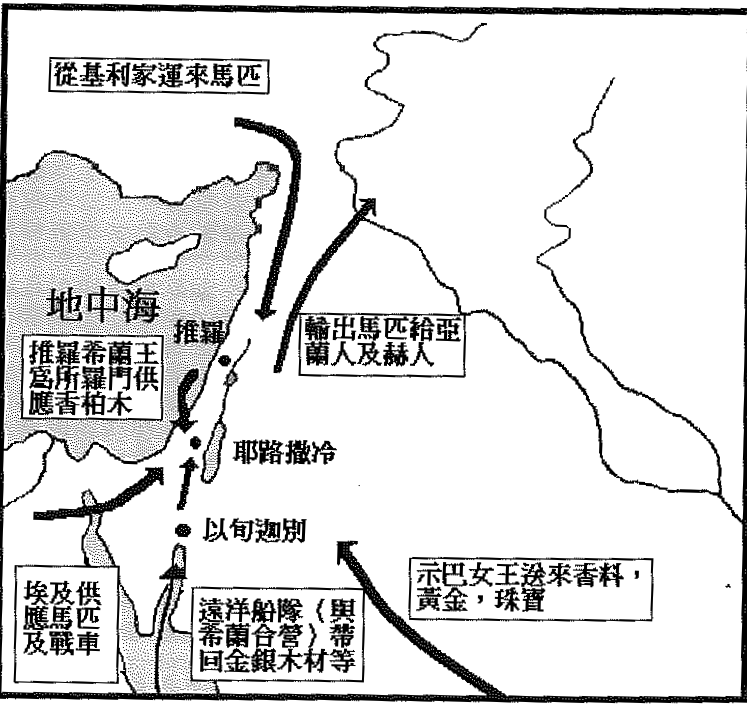 從基利家運來馬匹
地中海
推羅
推羅希蘭王
爲所羅門供
應香柏木
輸出馬匹給亞
蘭人及赫人
耶路撒冷
以旬迦別
埃及供
應馬匹
及戰車
遠洋船隊（與
希蘭合營）帶
回金銀木材等
示巴女王送來香料，
黃金，珠寶